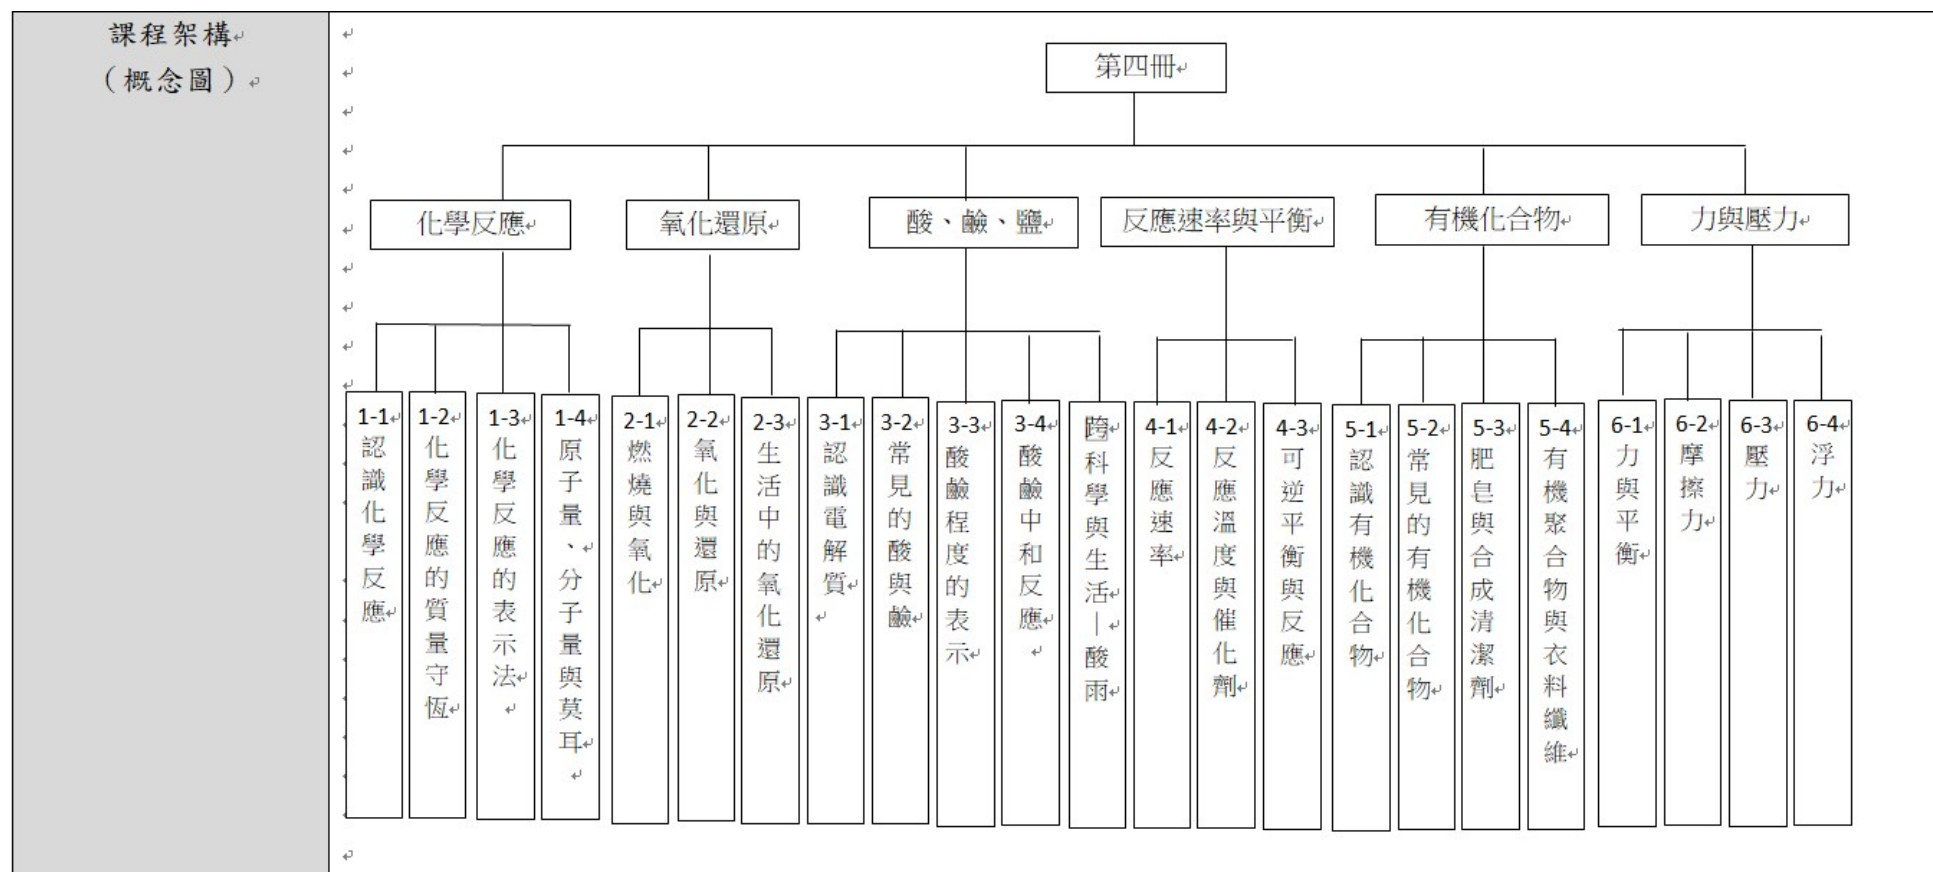 課程架構
（概念圖）
第四冊
化學反應
氧化還原
酸、鹼、鹽
反應速率與平衡
有機化合物
力與壓力
1-1
認識化學反應
1-2
化學反應的質量守恆
1-3
化學反應的表示法
1-4
原子量、
分子量與莫耳
2-1
燃燒與氧化
2-2
氧化與還原
2-3
生活中的氧化還原
3-1
認識電解質
3-2
常見的酸與鹼
3-3
酸鹼程度的表示
3-4
酸鹼中和反應
跨科學與生活
｜酸雨
4-1
反應速率
4-2
反應溫度與催化劑
4-3
可逆平衡與反應
5-1
認識有機化合物
5-2
常見的有機化合物
5-3
肥皂與合成清潔劑
5-4
有機聚合物與衣料纖維
6-1
力與平衡
6-2
摩擦力
6-3
壓力
6-4
浮力